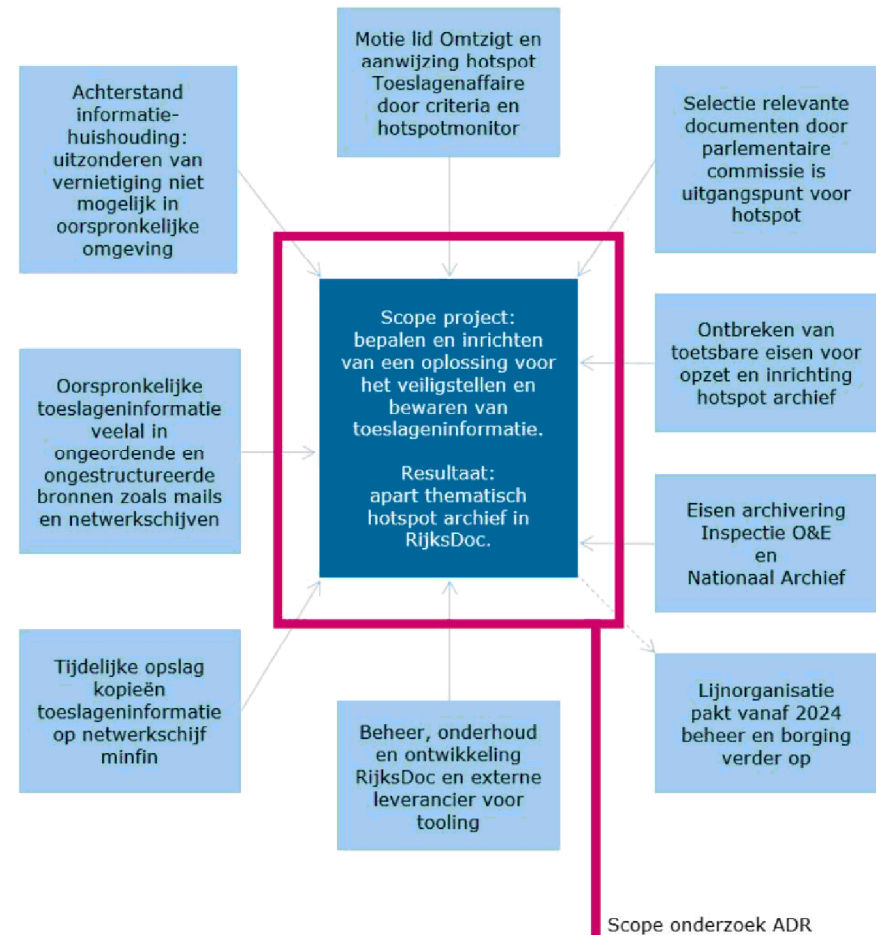 Motie lid Omtzigt en
aanwijzing hotspot
Toeslagenaffaire
door criteria en
hotspotmonitor
Achterstand
informatie-
huishouding:
uitzonderen van
vernietiging niet
mogelijk in
oorspronkelijke
omgeving
Selectie relevante
documenten door
parlementaire
commissie is
uitgangspunt voor
hotspot
Scope project:
bepalen en inrichten
van een oplossing voor
het veiligstellen en
bewaren van
toeslageninformatie.
Resultaat:
apart thematisch
hotspot archief in
RijksDoc.
Ontbreken van
toetsbare eisen voor
opzet en inrichting
hotspot archief
Oorspronkelijke
toeslageninformatie
veelal in
ongeordende en
ongestructureerde
bronnen zoals mails
en netwerkschijven
Eisen archivering
Inspectie O&E
en
Nationaal Archief
Tijdelijke opslag
kopieën
toeslageninformatie
op netwerkschijf
minfin
Beheer, onderhoud
en ontwikkeling
RijksDoc en externe
leverancier voor
tooling
Lijnorganisatie
pakt vanaf 2024
beheer en borging
verder op
Scope onderzoek ADR